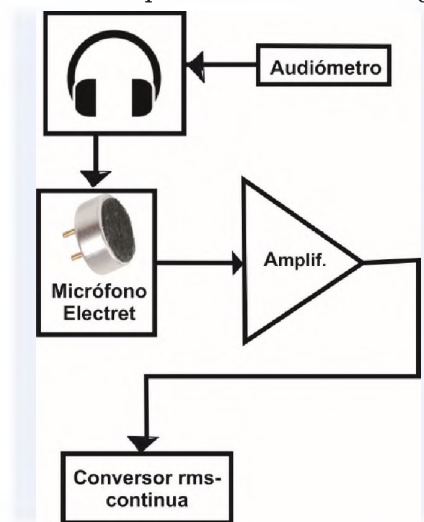 Audiómetro
Micrófono
Electret
Amplif.
Conversor rms-
continua